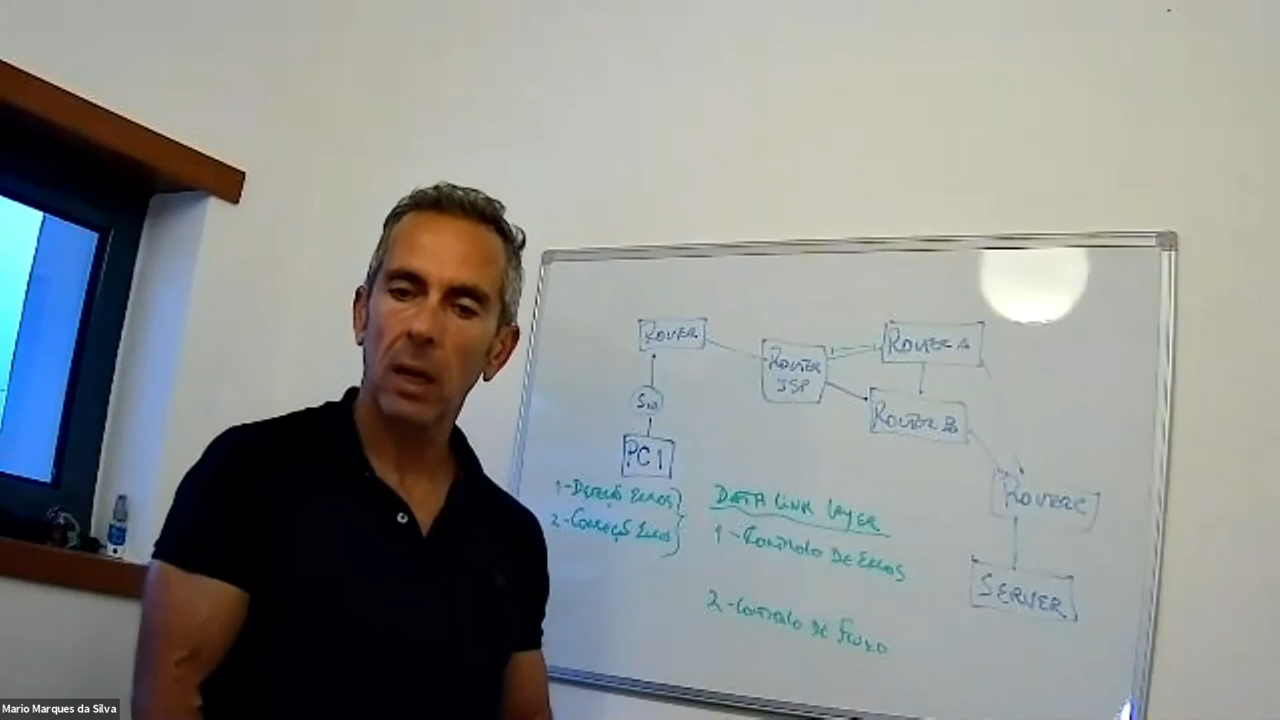 ROUTER
ROUTER
ISP
ROUTER A
ROUTER B
PC1
ROUTER C
SERVER
1-DETEÇÃO ERROS
2-CORREÇÃO ERROS
DATA LINK LAYER
1-CONTROLO DE ERROS
2-CONTROLO DE FLUXO
Mario Marques da Silva